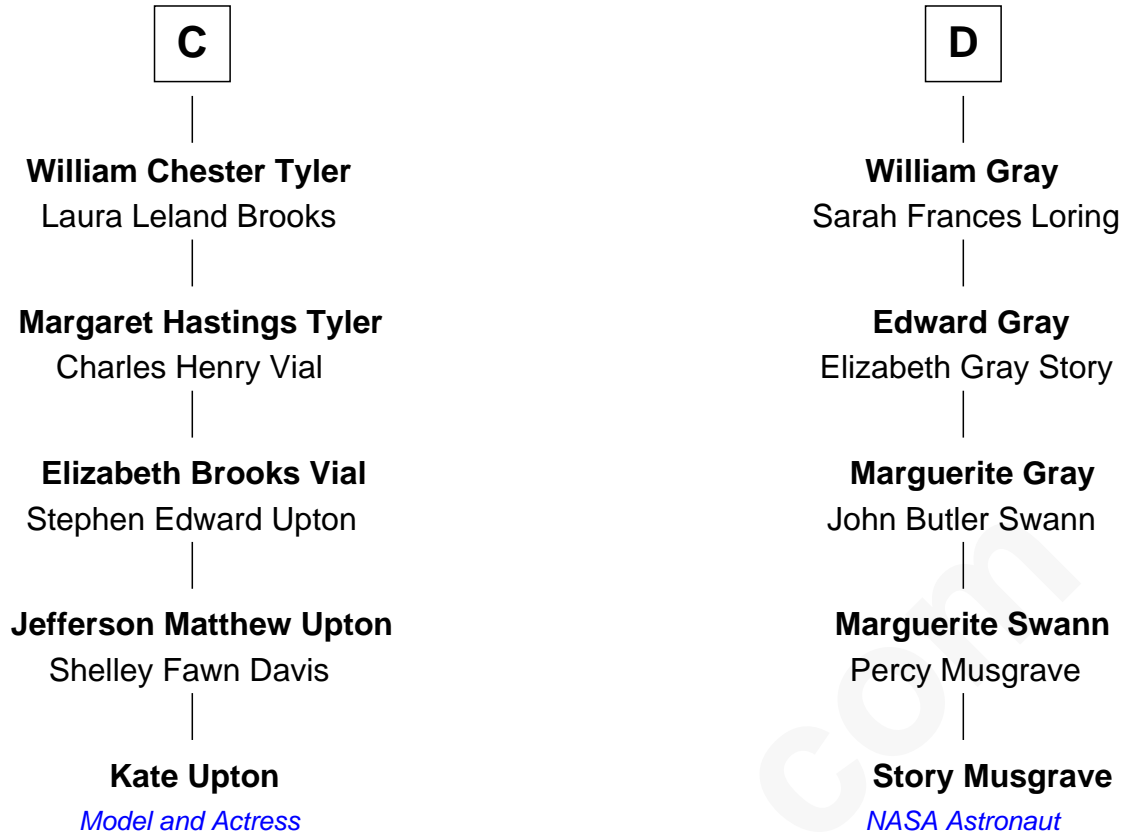 C
William Chester Tyler
Laura Leland Brooks
Margaret Hastings Tyler
Charles Henry Vial
Elizabeth Brooks Vial
Stephen Edward Upton
Jefferson Matthew Upton
Shelley Fawn Davis
Kate Upton
Model and Actress
D
William Gray
Sarah Frances Loring
Edward Gray
Elizabeth Gray Story
Marguerite Gray
John Butler Swann
Marguerite Swann
Percy Musgrave
Story Musgrave
NASA Astronaut
com